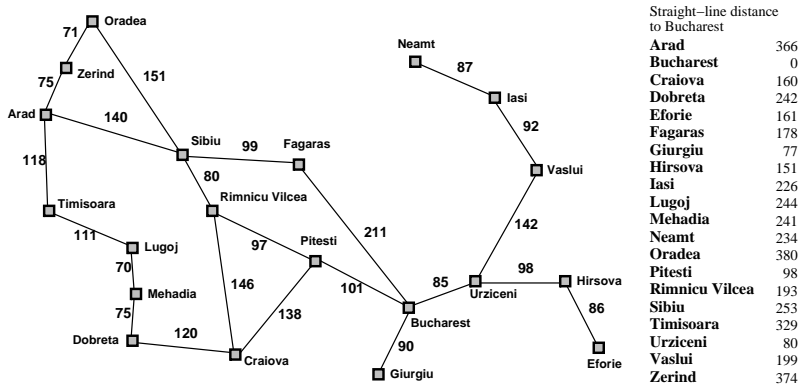 Oradea
71
Neamt
Zerind
87
75
151
Iasi
Arad
140
92
Sibiu
Fagaras
99
118
Vaslui
80
Rimnicu Vilcea
Timisoara
142
211
111
Lugoj
97
Pitesti
70
98
Hirsova
85
146
101
Urziceni
Mehadia
86
75
138
Bucharest
120
Dobreta
90
Craiova
Eforie
Giurgiu
Straight−line distance
to Bucharest
Arad 366
Bucharest 0
Craiova 160
Dobreta 242
Eforie 161
Fagaras 178
Giurgiu 77
Hirsova 151
Iasi 226
Lugoj 244
Mehadia 241
Neamt 234
Oradea 380
Pitesti 98
Rimnicu Vilcea 193
Sibiu 253
Timisoara 329
Urziceni 80
Vaslui 199
Zerind 374